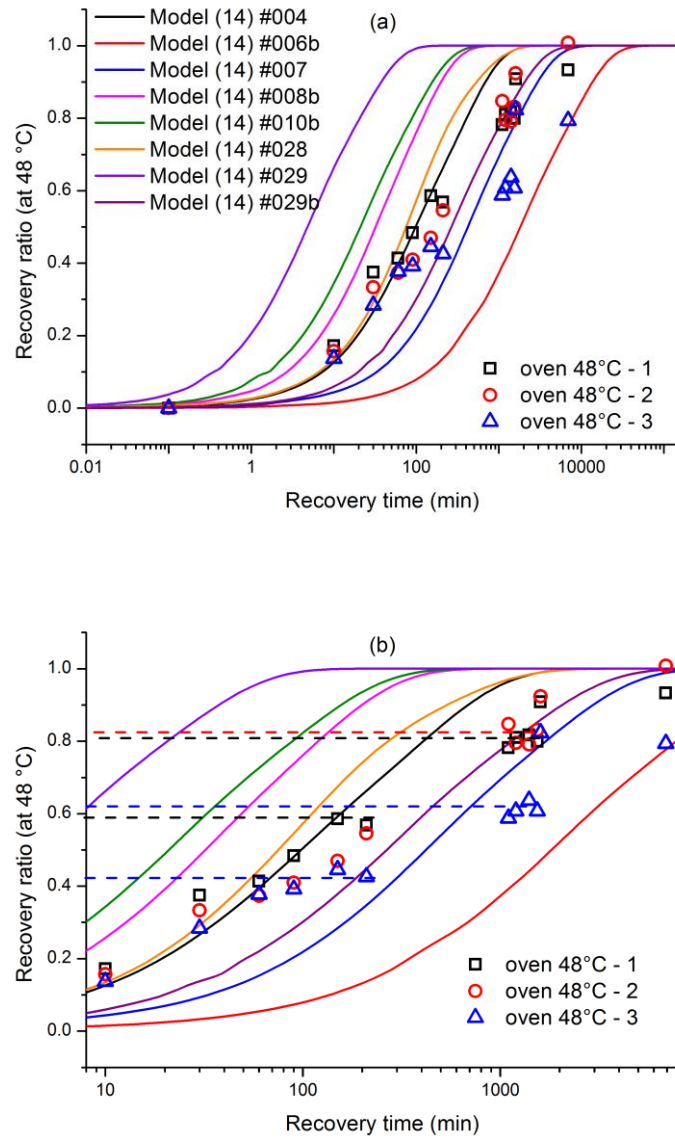 Model (14) #004
(a)
Model (14) #006b
Model (14) #007
Model (14) #008b
Model (14) #010b
Model (14) #028
Model (14) #029
Model (14) #029b
1.0
0.8
0.6
0.4
0.2
0.0
Recovery ratio (at 48 °C)
oven 48°C - 1
oven 48°C - 2
oven 48°C - 3
0.01
1
100
10000
Recovery time (min)
(b)
1.0
0.8
0.6
0.4
0.2
0.0
Recovery ratio (at 48 °C)
oven 48°C - 1
oven 48°C - 2
oven 48°C - 3
10
100
1000
Recovery time (min)